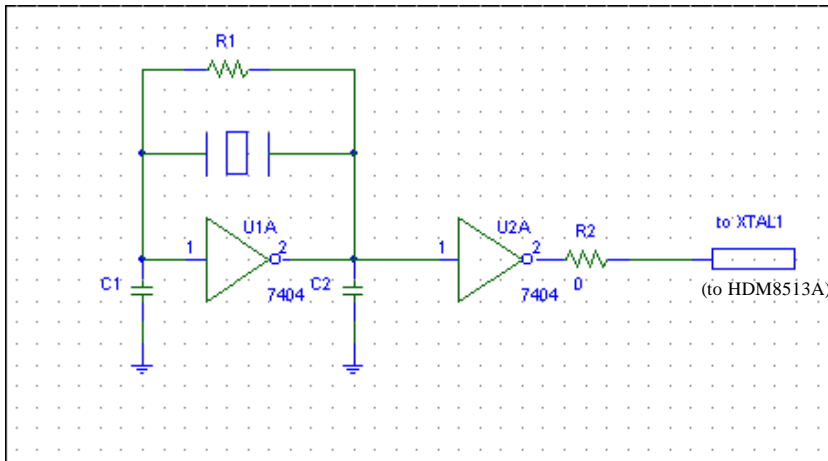 R1
U1A
1
2
7404
C1
C2
U2A
1
2
7404
R2
0
to XTAL1
(to HDM8513A)